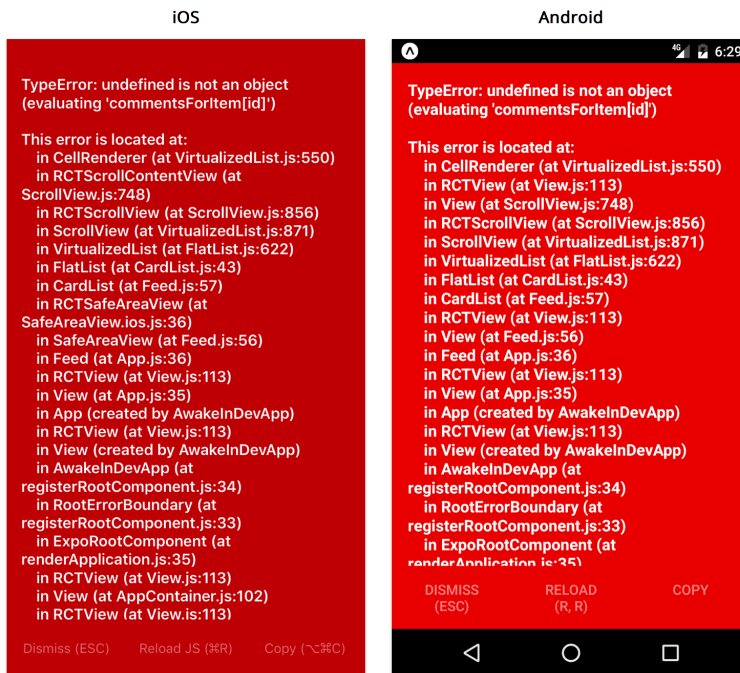 iOS
TypeError: undefined is not an object
(evaluating 'commentsForItem[id]')
This error is located at:
in CellRenderer (at VirtualizedList.js:550)
in RCTScrollContentView (at
ScrollView.js:748)
in RCTScrollView (at ScrollView.js:856)
in ScrollView (at VirtualizedList.js:871)
in VirtualizedList (at FlatList.js:622)
in FlatList (at CardList.js:43)
in CardList (at Feed.js:57)
in RCTSafeAreaView (at
SafeAreaView.ios.js:36)
in SafeAreaView (at Feed.js:56)
in Feed (at App.js:36)
in RCTView (at View.js:113)
in View (at App.js:35)
in App (created by AwakeInDevApp)
in RCTView (at View.js:113)
in View (created by AwakeInDevApp)
in AwakeInDevApp (at
registerRootComponent.js:34)
in RootErrorBoundary (at
registerRootComponent.js:33)
in ExpoRootComponent (at
renderApplication.js:35)
in RCTView (at View.js:113)
in View (at AppContainer.js:102)
in RCTView (at View.js:113)
Dismiss (ESC) Reload JS (⌘R) Copy (⌥⌘C)
Android
4G 6:29
TypeError: undefined is not an object
(evaluating 'commentsForItem[id]')
This error is located at:
in CellRenderer (at VirtualizedList.js:550)
in RCTView (at View.js:113)
in View (at ScrollView.js:748)
in RCTScrollView (at ScrollView.js:856)
in ScrollView (at VirtualizedList.js:871)
in VirtualizedList (at FlatList.js:622)
in FlatList (at CardList.js:43)
in CardList (at Feed.js:57)
in RCTView (at View.js:113)
in View (at Feed.js:56)
in Feed (at App.js:36)
in RCTView (at View.js:113)
in View (at App.js:35)
in App (created by AwakeInDevApp)
in RCTView (at View.js:113)
in View (created by AwakeInDevApp)
in AwakeInDevApp (at
registerRootComponent.js:34)
in RootErrorBoundary (at
registerRootComponent.js:33)
in ExpoRootComponent (at
renderApplication.js:35)
DISMISS RELOAD COPY
(ESC) (R, R)